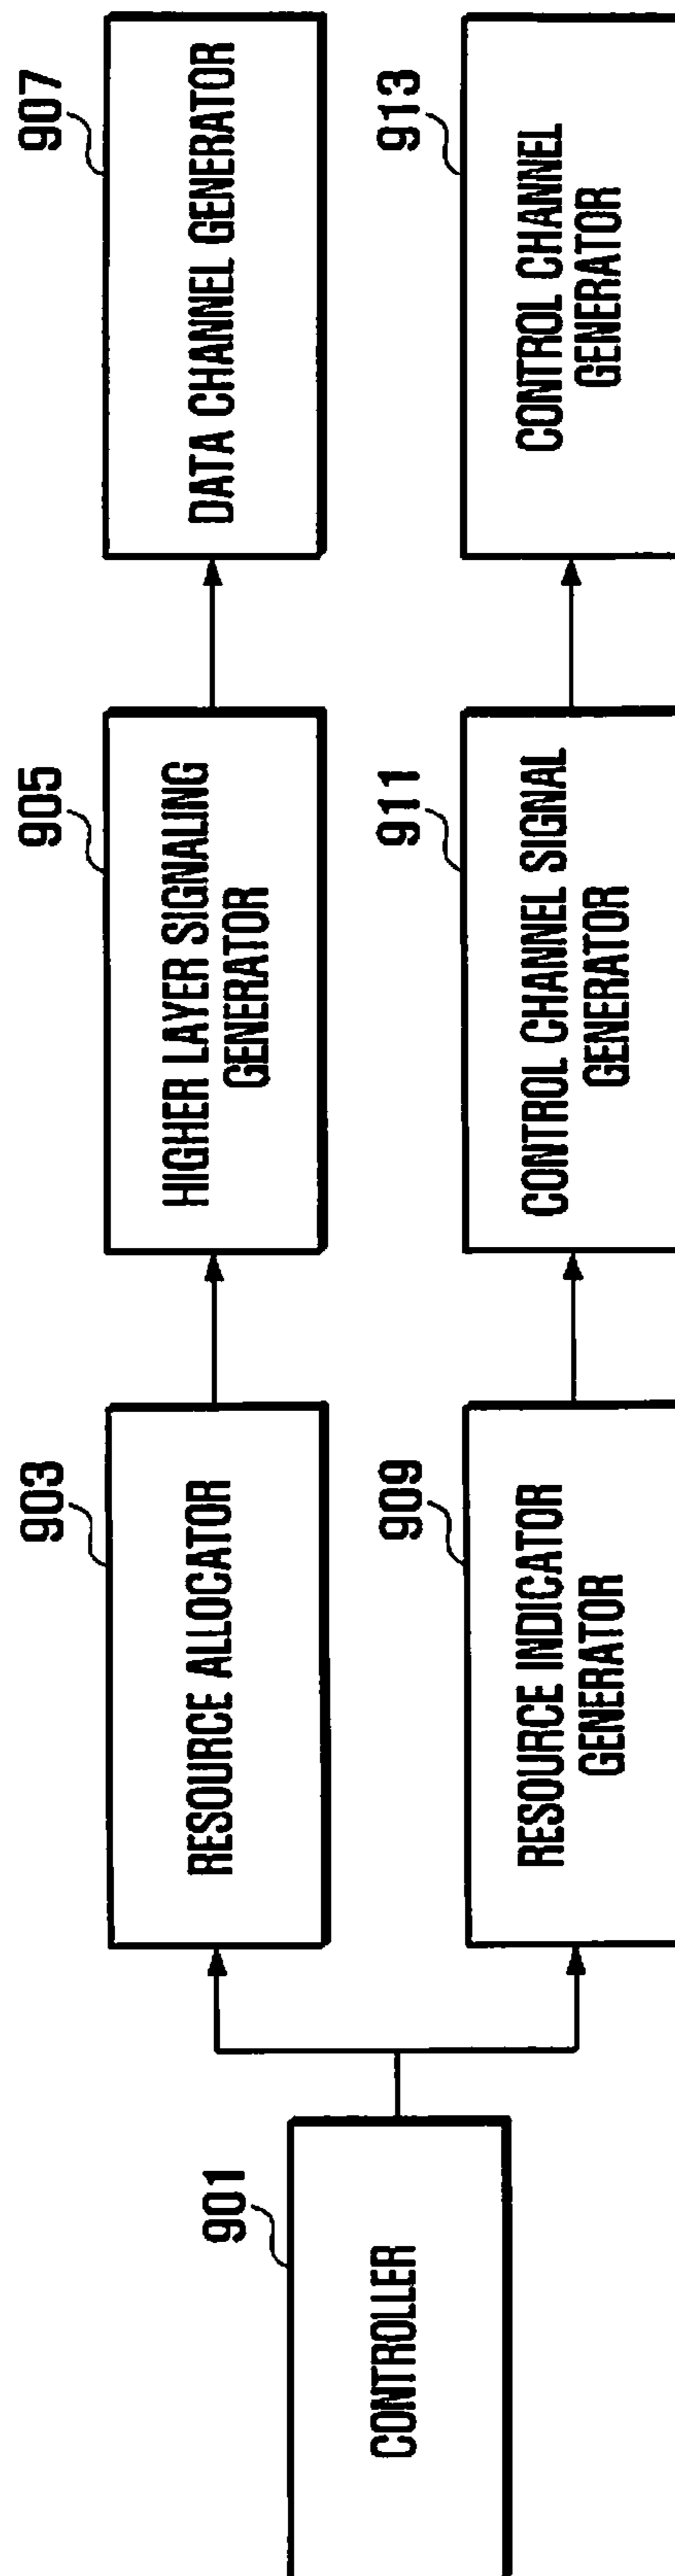 901
CONTROLLER
903
RESOURCE ALLOCATOR
905
HIGHER LAYER SIGNALING
GENERATOR
907
DATA CHANNEL GENERATOR
909
RESOURCE INDICATOR
GENERATOR
911
CONTROL CHANNEL SIGNAL
GENERATOR
913
CONTROL CHANNEL
GENERATOR